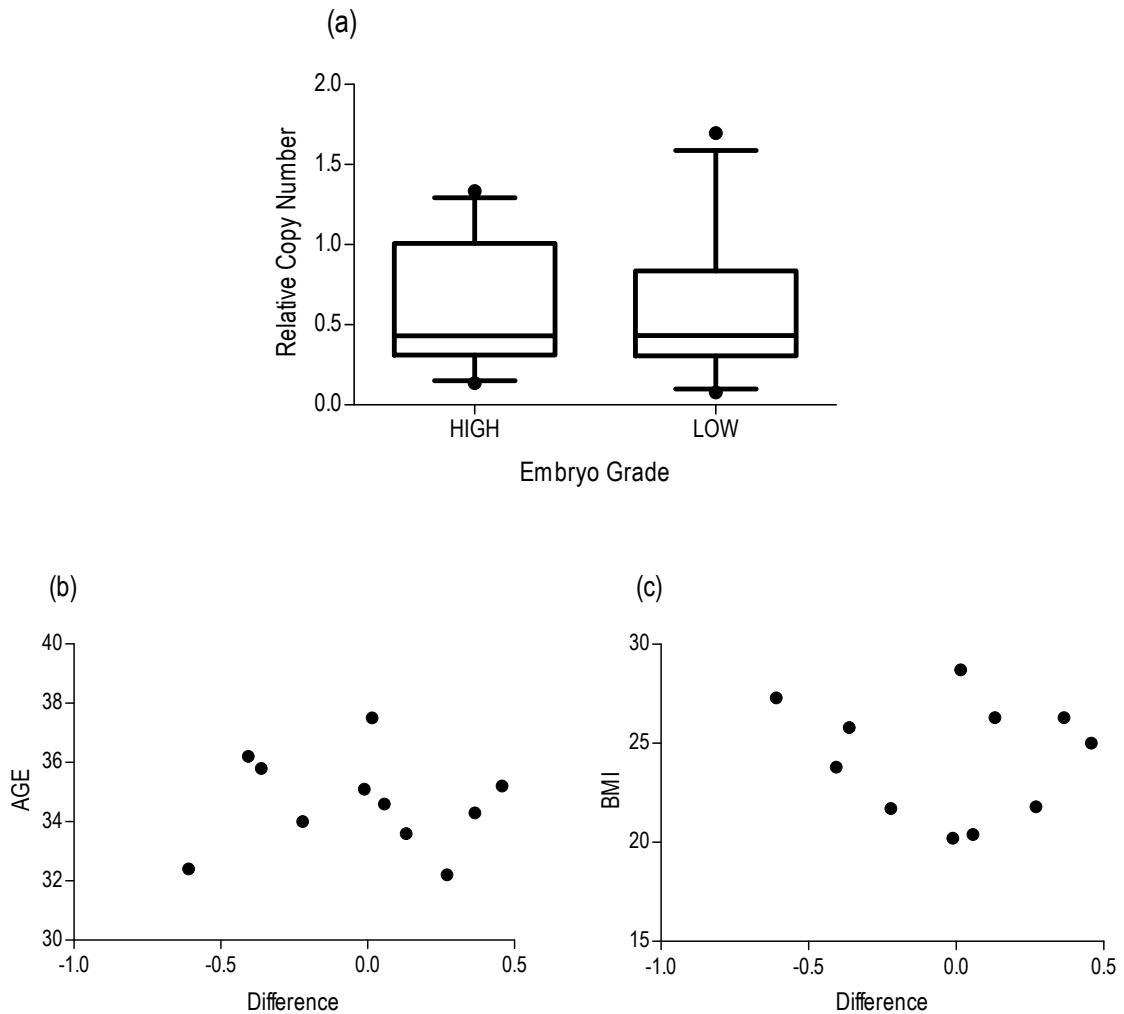 (a)
2.0
1.5
1.0
0.5
0.0
Relative Copy Number
HIGH LOW
Embryo Grade
(b)
40
38
36
34
32
30
AGE
-1.0 -0.5 0.0 0.5
Difference
(c)
30
25
20
15
BMI
-1.0 -0.5 0.0 0.5
Difference